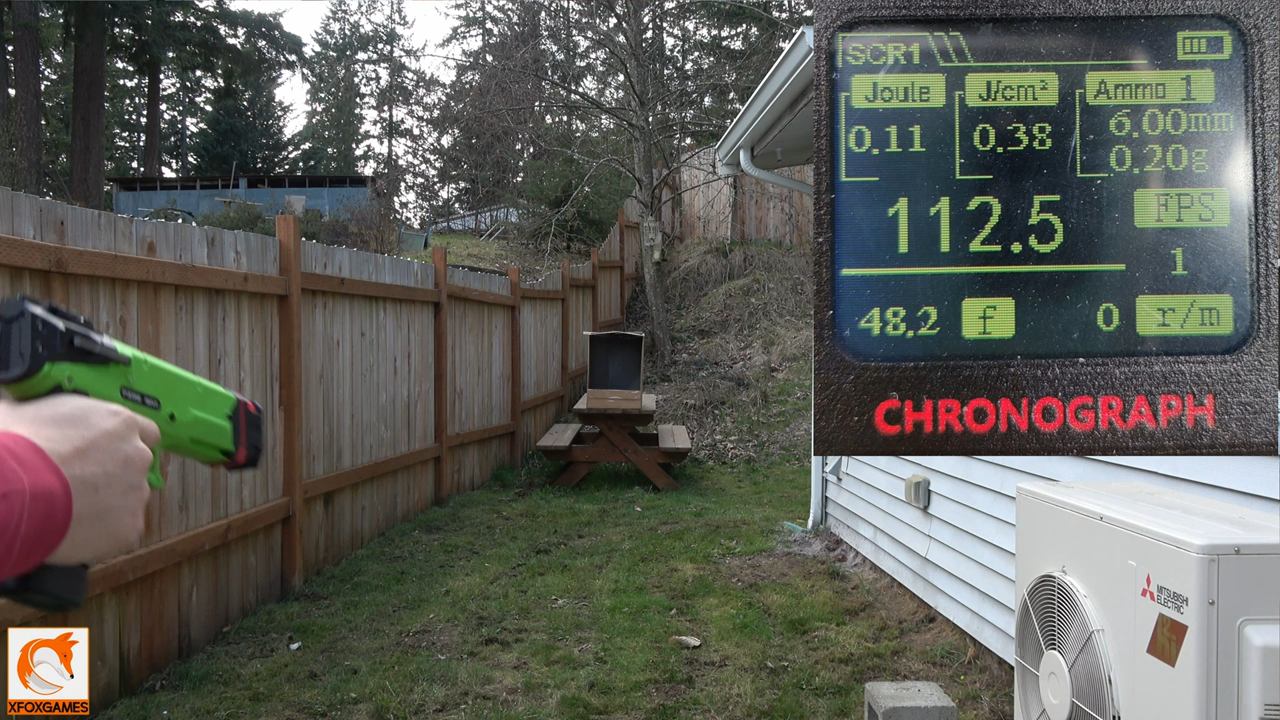 SCR1
Joule
J/cm²
Ammo 1
0.11
0.38
6.00mm
0.20g
112.5
FPS
1
48.2
f
0
r/m
CHRONOGRAPH
MITSUBISHI
ELECTRIC
XFOXGAMES